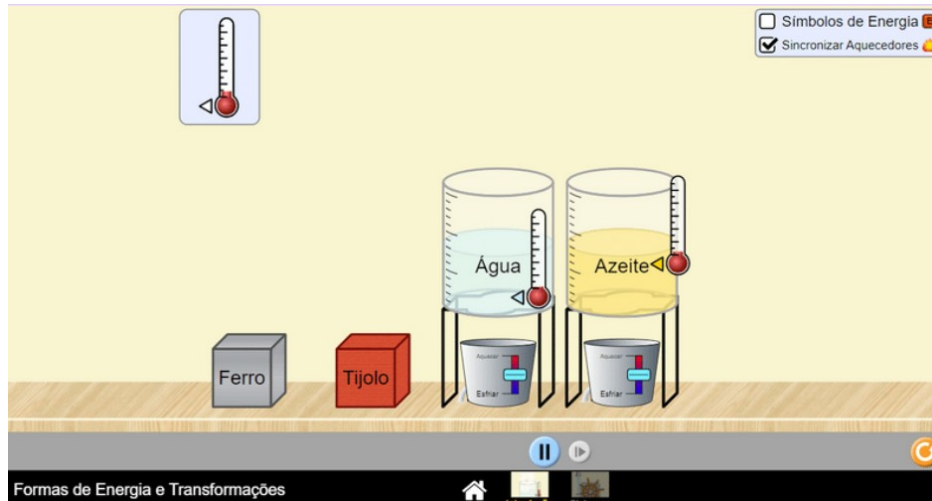 Símbolos de Energia
Sincronizar Aquecedores
Água
Azeite
Ferro
Tijolo
Aquecer
Esfriar
Aquecer
Esfriar
Formas de Energia e Transformações